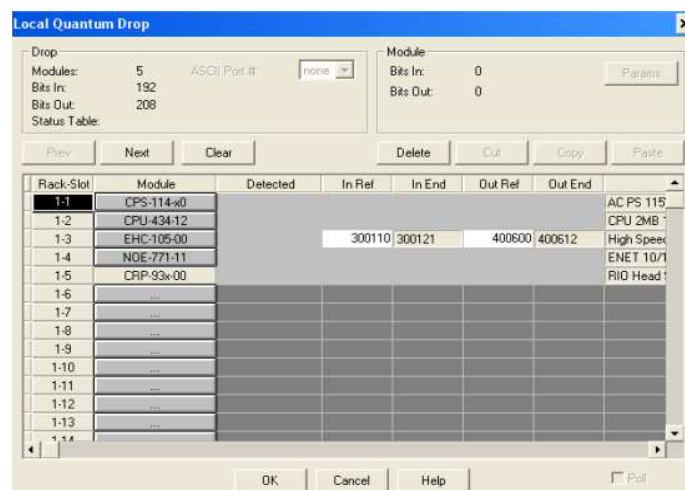 Local Quantum Drop
Drop
Modules: 5 ASCII Port #: none
Bits In: 192
Bits Out: 208
Status Table:
Module
Bits In: 0
Bits Out: 0
Params
Prev Next Clear Delete Cut Copy Paste
Rack-Slot Module Detected In Ref In End Out Ref Out End
1-1 CPS-114-x0 AC PS 115
1-2 CPU-434-12 CPU 2MB
1-3 EHC-105-00 300110 300121 400600 400612 High Speed
1-4 NOE-771-11 ENET 10/1
1-5 CRP-93x-00 RIO Head
1-6 ...
1-7 ...
1-8 ...
1-9 ...
1-10 ...
1-11 ...
1-12 ...
1-13 ...
1-14
OK Cancel Help Poll